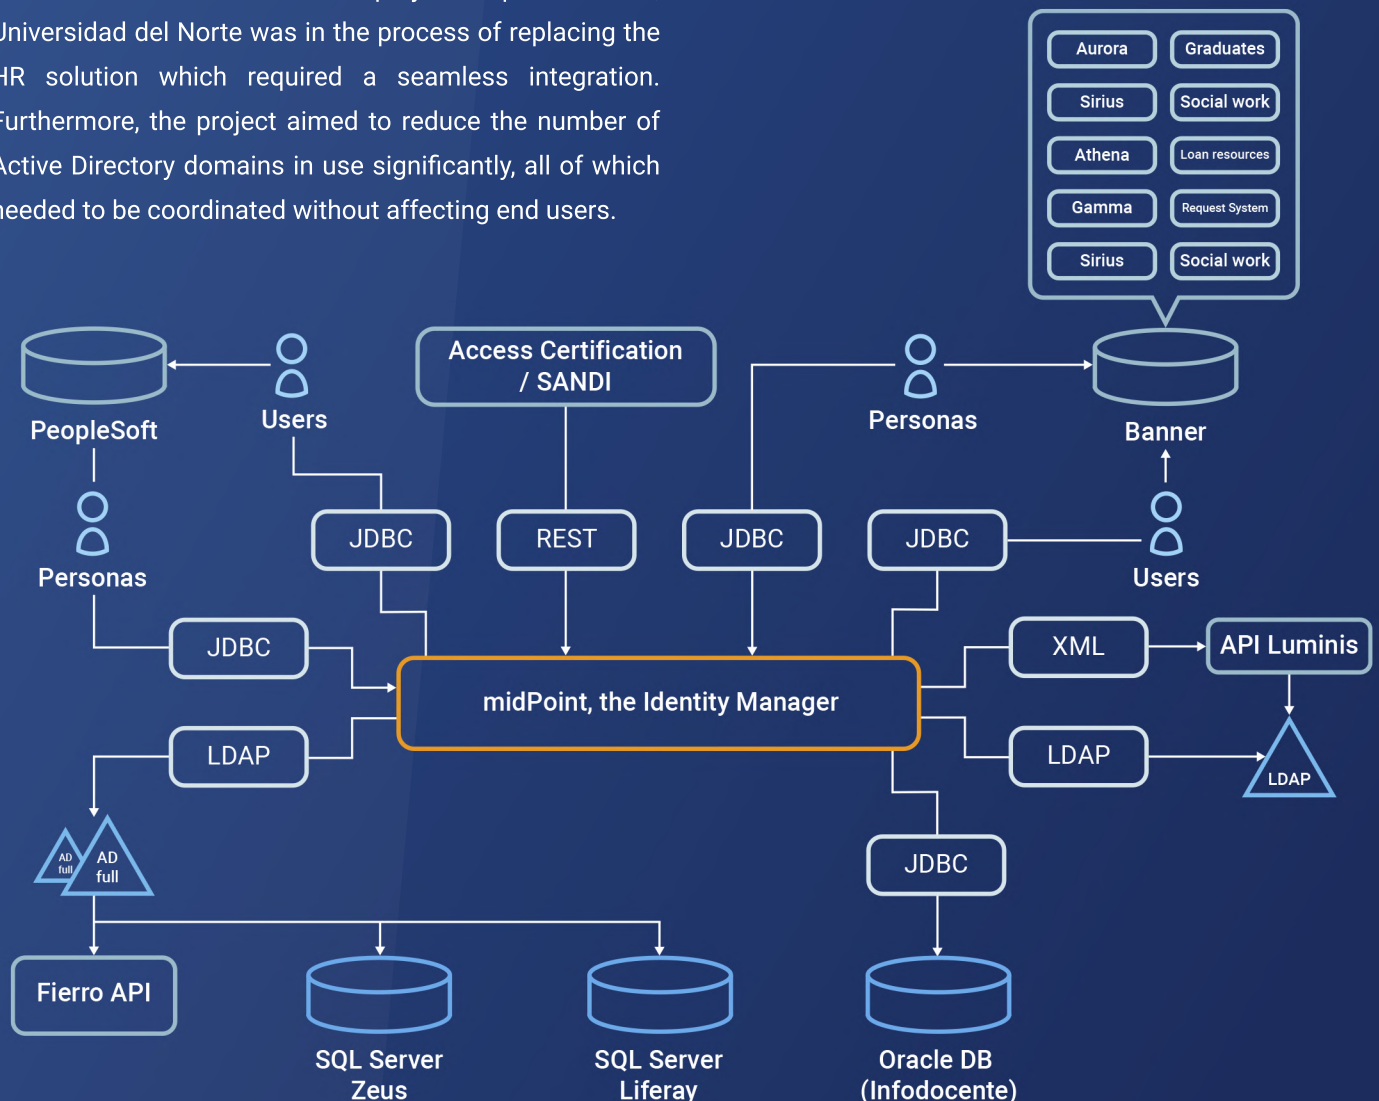 Universidad del Norte was in the process of replacing the
HR solution which required a seamless integration.
Furthermore, the project aimed to reduce the number of
Active Directory domains in use significantly, all of which
needed to be coordinated without affecting end users.
Aurora
Graduates
Sirius
Social work
Athena
Loan resources
Gamma
Request System
Sirius
Social work
PeopleSoft
Users
Access Certification
/ SANDI
Personas
Banner
Personas
JDBC
REST
JDBC
JDBC
Users
JDBC
XML
API Luminis
midPoint, the Identity Manager
LDAP
LDAP
LDAP
AD
full
AD
full
JDBC
Fierro API
SQL Server
Zeus
SQL Server
Liferay
Oracle DB
(Infodocente)